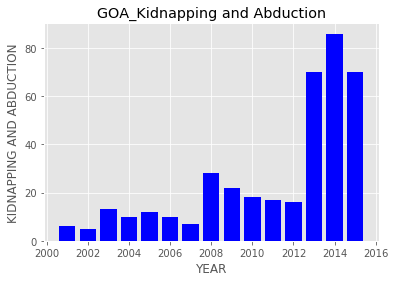 GOA_Kidnapping and Abduction
KIDNAPPING AND ABDUCTION
80
60
40
20
0
2000 2002 2004 2006 2008 2010 2012 2014 2016
YEAR